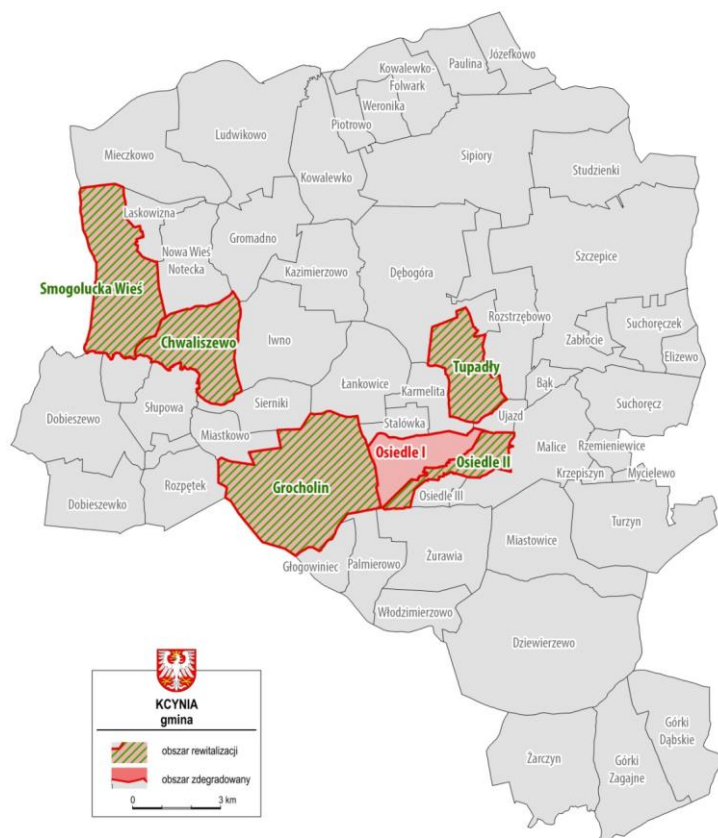 Józefkowo
Paulina
Kowalewko-
Folwark
Weronika
Piotrowo
Ludwikowo
Mieczkowo
Kowalewko
Sipiory
Studzienki
Laskowizna
Nowa Wieś
Notecka
Gromadno
Kazimierzowo
Dębogóra
Szczepice
Smogulecka Wieś
Chwaliszewo
Iwno
Rozstrzębowo
Zabłocie
Suchoręczek
Elizewo
Tupadły
Łankowice
Karmelita
Bąk
Dobieszewo
Słupowa
Sierniki
Stalówka
Ujazd
Suchoręcz
Miastkowo
Osiedle I
Osiedle II
Malice
Rzemieniewice
Krzepiszyn
Mycielewo
Dobieszewko
Rozpętek
Grocholin
Osiedle III
Turzyn
Głogowiniec
Palmierowo
Żurawia
Miastowice
Włodzimierzowo
Dziewierzewo
Górki
Dąbskie
Żarczyn
Górki
Zagajne
KCYNIA
gmina
obszar rewitalizacji
obszar zdegradowany
0
3 km